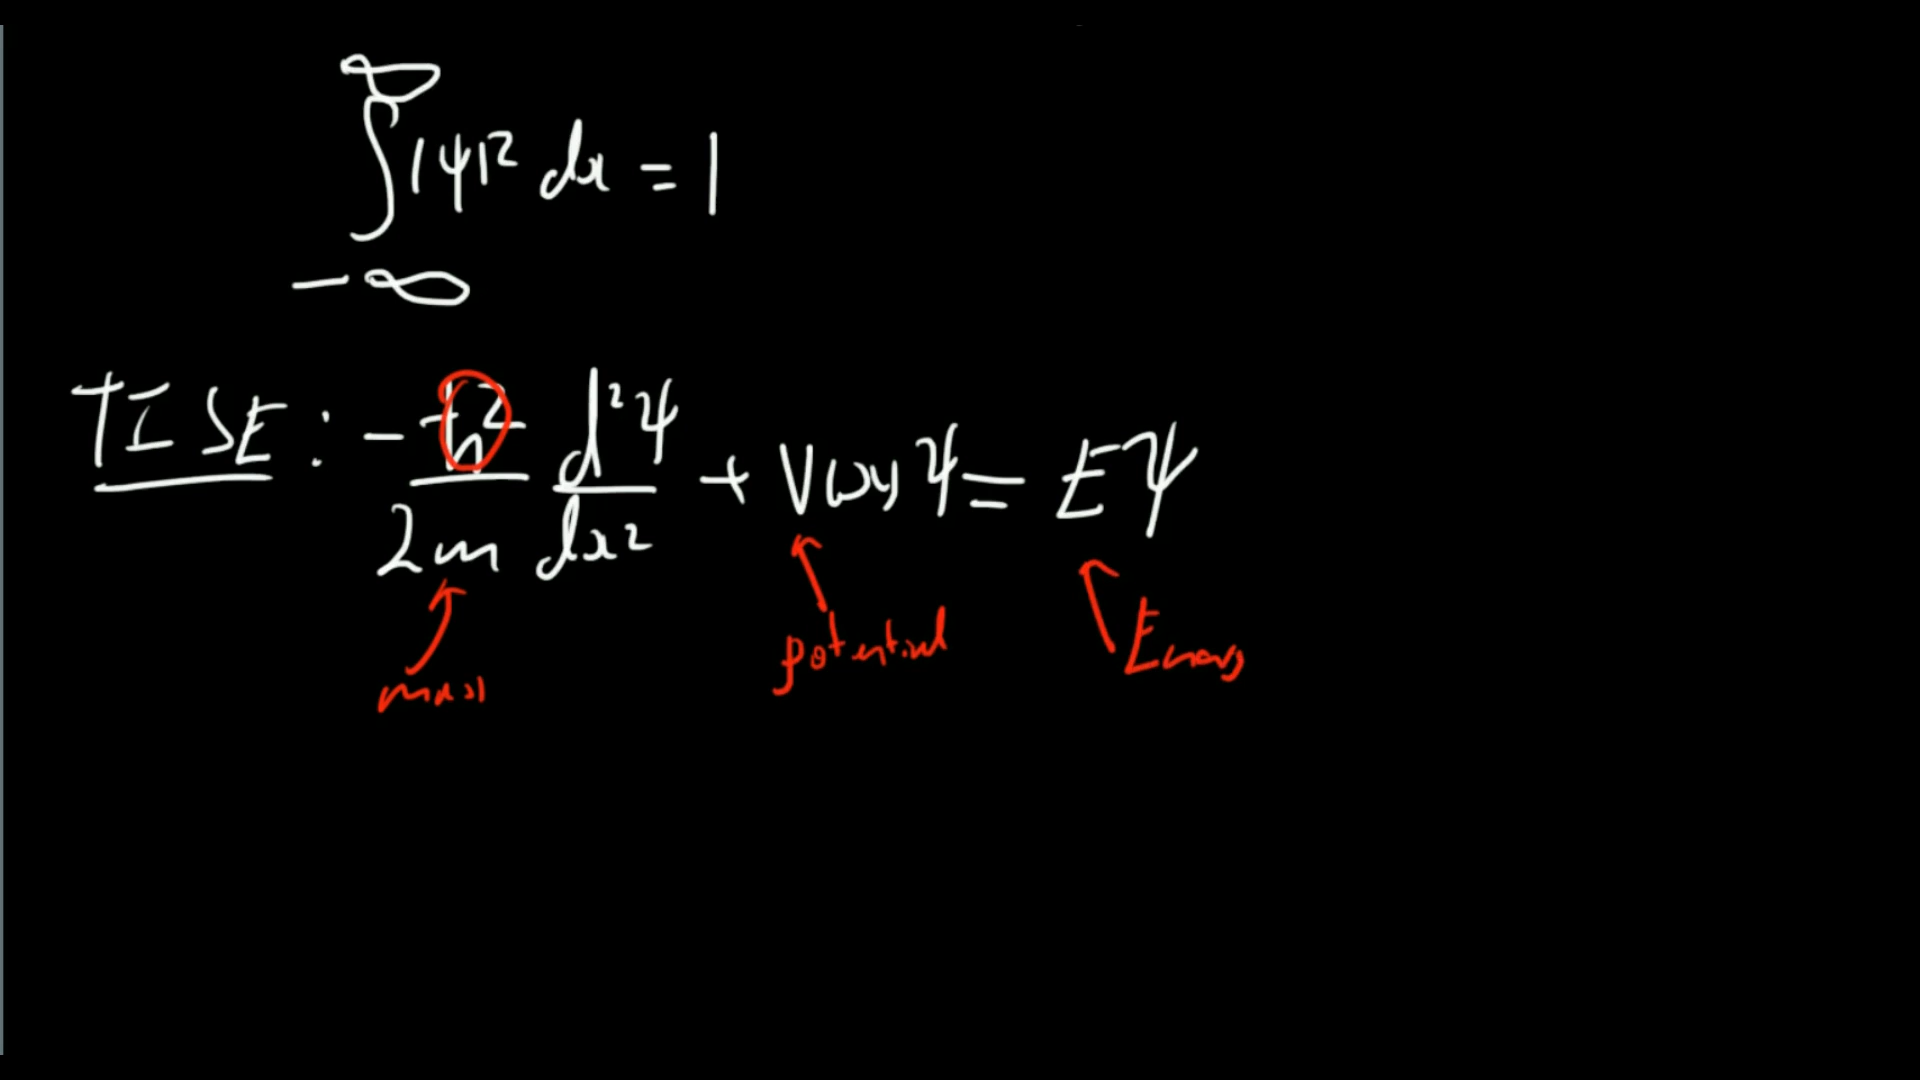 ∫_{-∞}^{∞} |ψ|² dx = 1
TISE: -ħ²/2m d²ψ/dx² + V(x)ψ = Eψ
mass potential Energy